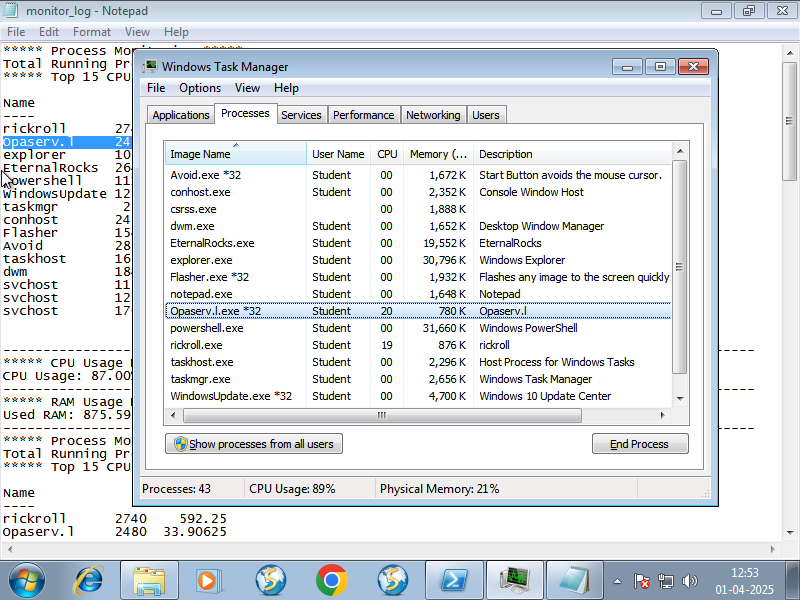 monitor_log - Notepad
File Edit Format View Help
***** Process Mo
Total Running Pr
***** Top 15 CPU
Name
----
rickroll 274
Opaserv.l 24
explorer 10
EternalRocks 264
powershell 11
WindowsUpdate 12
taskmgr 2
conhost 24
Flasher 154
Avoid 28
taskhost 16
dwm 184
svchost 11
svchost 12
svchost 17
***** CPU Usage
CPU Usage: 87.00
***** RAM Usage
Used RAM: 875.59
***** Process Mo
Total Running Pr
***** Top 15 CPU
Name
----
rickroll 2740 592.25
Opaserv.l 2480 33.90625
Windows Task Manager
File Options View Help
Applications Processes Services Performance Networking Users
Image Name User Name CPU Memory (... Description
Avoid.exe *32 Student 00 1,672 K Start Button avoids the mouse cursor.
conhost.exe Student 00 2,352 K Console Window Host
csrss.exe 00 1,888 K
dwm.exe Student 00 1,652 K Desktop Window Manager
EternalRocks.exe Student 00 19,552 K EternalRocks
explorer.exe Student 00 30,796 K Windows Explorer
Flasher.exe *32 Student 00 1,932 K Flashes any image to the screen quickly
notepad.exe Student 00 1,648 K Notepad
Opaserv.l.exe *32 Student 20 780 K Opaserv.l
powershell.exe Student 00 31,660 K Windows PowerShell
rickroll.exe Student 19 876 K rickroll
taskhost.exe Student 00 2,296 K Host Process for Windows Tasks
taskmgr.exe Student 00 2,656 K Windows Task Manager
WindowsUpdate.exe *32 Student 00 4,700 K Windows 10 Update Center
Show processes from all users
End Process
Processes: 43 CPU Usage: 89% Physical Memory: 21%
12:53
01-04-2025